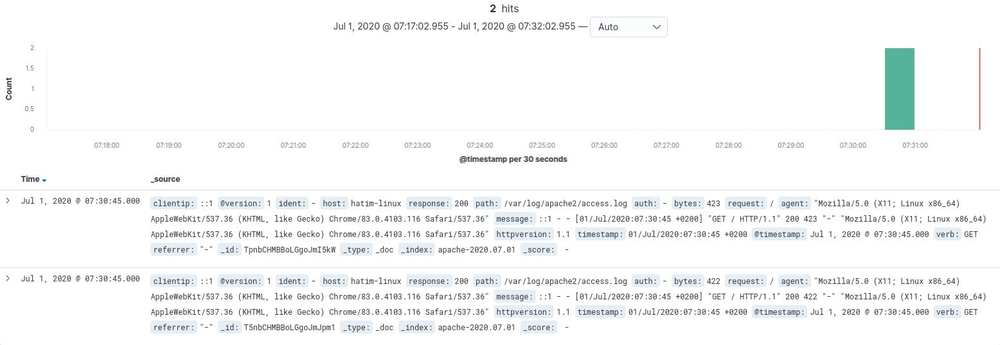 2 hits
Jul 1, 2020 @ 07:17:02.955 - Jul 1, 2020 @ 07:32:02.955 — Auto
2
1.5
1
0.5
0
Count
07:18:00 07:19:00 07:20:00 07:21:00 07:22:00 07:23:00 07:24:00 07:25:00 07:26:00 07:27:00 07:28:00 07:29:00 07:30:00 07:31:00
@timestamp per 30 seconds
Time _source
Jul 1, 2020 @ 07:30:45.000 clientip: ::1 @version: 1 ident: - host: hatim-linux response: 200 path: /var/log/apache2/access.log auth: - bytes: 423 request: / agent: "Mozilla/5.0 (X11; Linux x86_64)
AppleWebKit/537.36 (KHTML, like Gecko) Chrome/83.0.4103.116 Safari/537.36" message: ::1 - - [01/Jul/2020:07:30:45 +0200] "GET / HTTP/1.1" 200 423 "-" "Mozilla/5.0 (X11; Linux x86_64)
AppleWebKit/537.36 (KHTML, like Gecko) Chrome/83.0.4103.116 Safari/537.36" httpversion: 1.1 timestamp: 01/Jul/2020:07:30:45 +0200 @timestamp: Jul 1, 2020 @ 07:30:45.000 verb: GET
referrer: "-" _id: TpnbCHMBBoLGgoJmI5kW _type: _doc _index: apache-2020.07.01 _score: -
Jul 1, 2020 @ 07:30:45.000 clientip: ::1 @version: 1 ident: - host: hatim-linux response: 200 path: /var/log/apache2/access.log auth: - bytes: 422 request: / agent: "Mozilla/5.0 (X11; Linux x86_64)
AppleWebKit/537.36 (KHTML, like Gecko) Chrome/83.0.4103.116 Safari/537.36" message: ::1 - - [01/Jul/2020:07:30:45 +0200] "GET / HTTP/1.1" 200 422 "-" "Mozilla/5.0 (X11; Linux x86_64)
AppleWebKit/537.36 (KHTML, like Gecko) Chrome/83.0.4103.116 Safari/537.36" httpversion: 1.1 timestamp: 01/Jul/2020:07:30:45 +0200 @timestamp: Jul 1, 2020 @ 07:30:45.000 verb: GET
referrer: "-" _id: T5nbCHMBBoLGgoJmJpm1 _type: _doc _index: apache-2020.07.01 _score: -